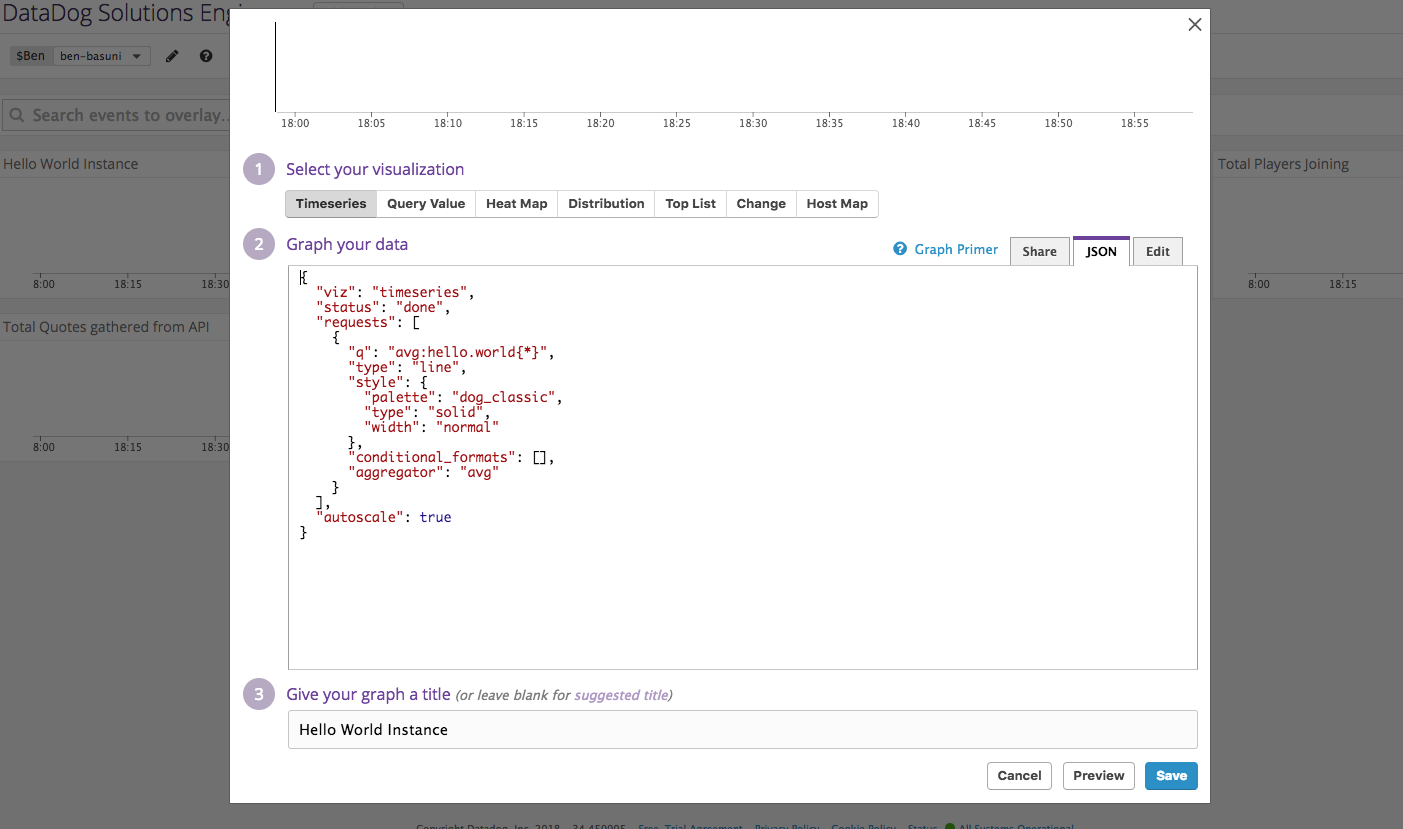 DataDog Solutions Eng
$Ben ben-basuni
Search events to overlay..
Hello World Instance
8:00 18:15 18:30
Total Quotes gathered from API
8:00 18:15 18:30
Total Players Joining
8:00 18:15
18:00 18:05 18:10 18:15 18:20 18:25 18:30 18:35 18:40 18:45 18:50 18:55
1 Select your visualization
Timeseries Query Value Heat Map Distribution Top List Change Host Map
2 Graph your data
? Graph Primer Share JSON Edit
{
  "viz": "timeseries",
  "status": "done",
  "requests": [
    {
      "q": "avg:hello.world{*}",
      "type": "line",
      "style": {
        "palette": "dog_classic",
        "type": "solid",
        "width": "normal"
      },
      "conditional_formats": [],
      "aggregator": "avg"
    }
  ],
  "autoscale": true
}
3 Give your graph a title (or leave blank for suggested title)
Hello World Instance
Cancel Preview Save
Copyright Datadog, Inc. 2018 - 34.459905 Free Trial Agreement Privacy Policy Cookie Policy Status All Systems Operational